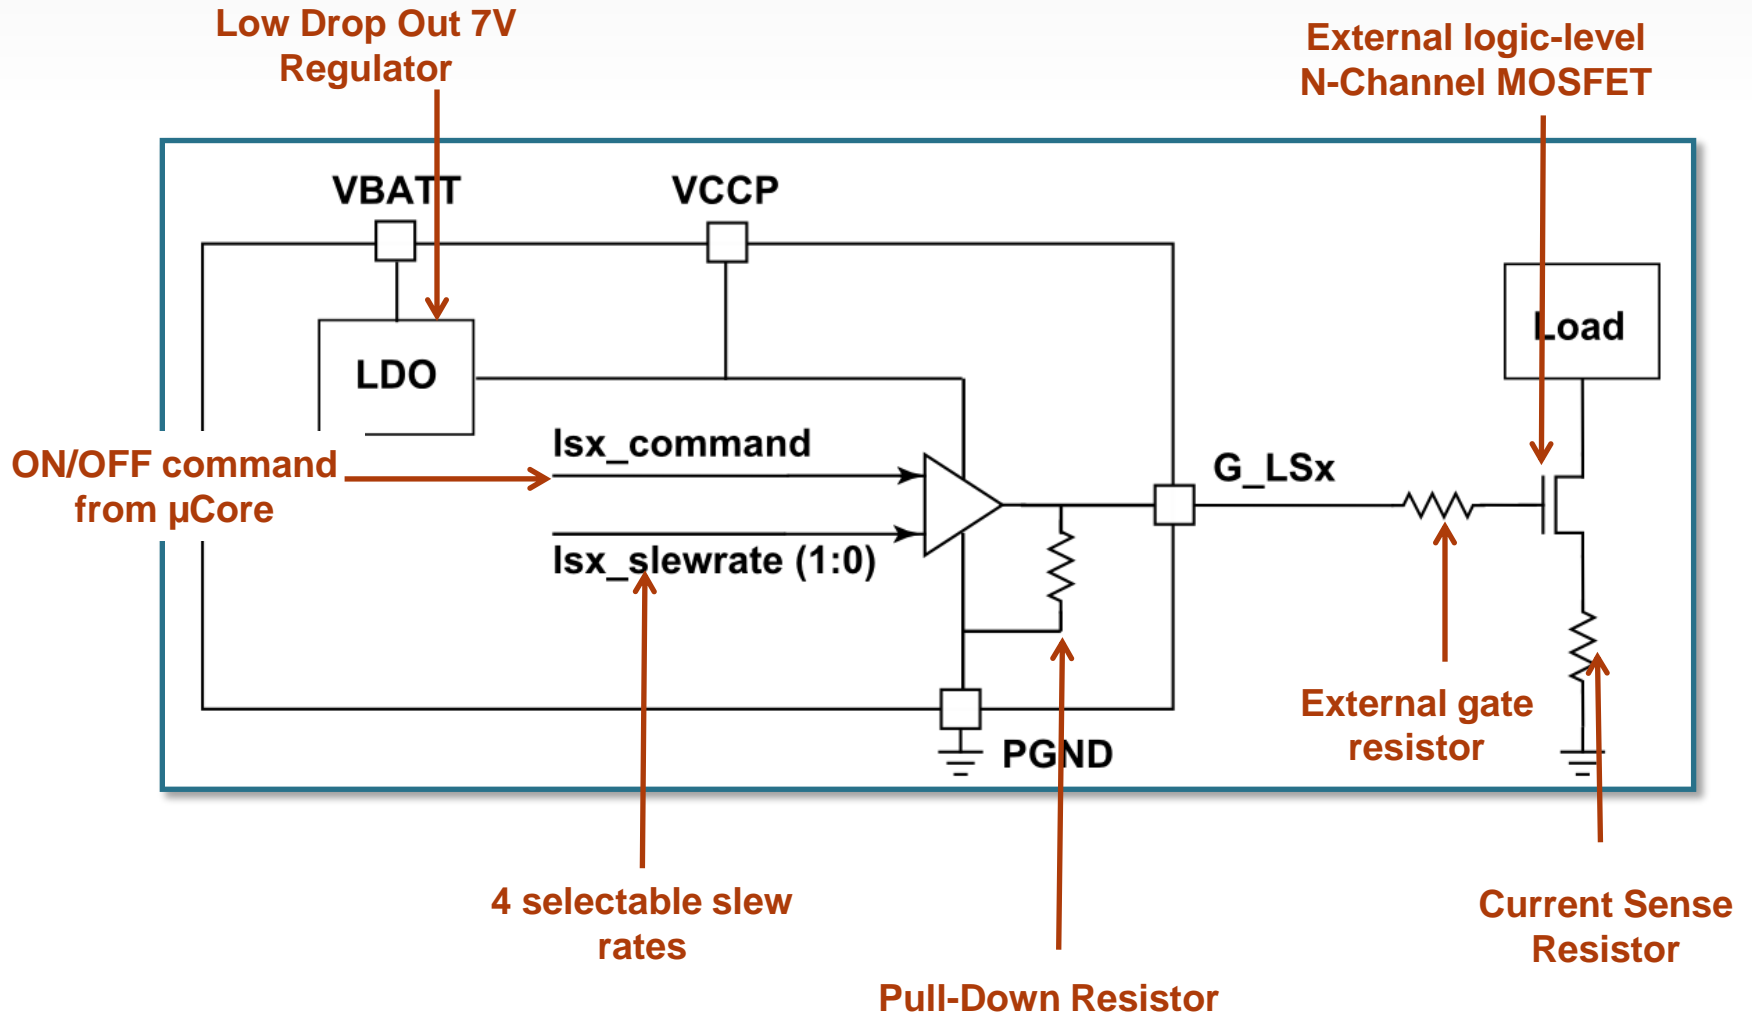 Low Drop Out 7V
Regulator
External logic-level
N-Channel MOSFET
VBATT
VCCP
LDO
Load
ON/OFF command
from µCore
lsx_command
G_LSx
lsx_slewrate (1:0)
External gate
resistor
PGND
4 selectable slew
rates
Current Sense
Resistor
Pull-Down Resistor